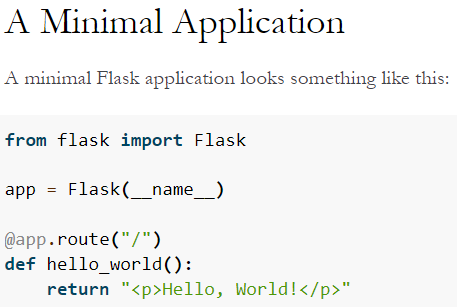 A Minimal Application
A minimal Flask application looks something like this:
from flask import Flask
app = Flask(__name__)
@app.route("/")
def hello_world():
    return "<p>Hello, World!</p>"